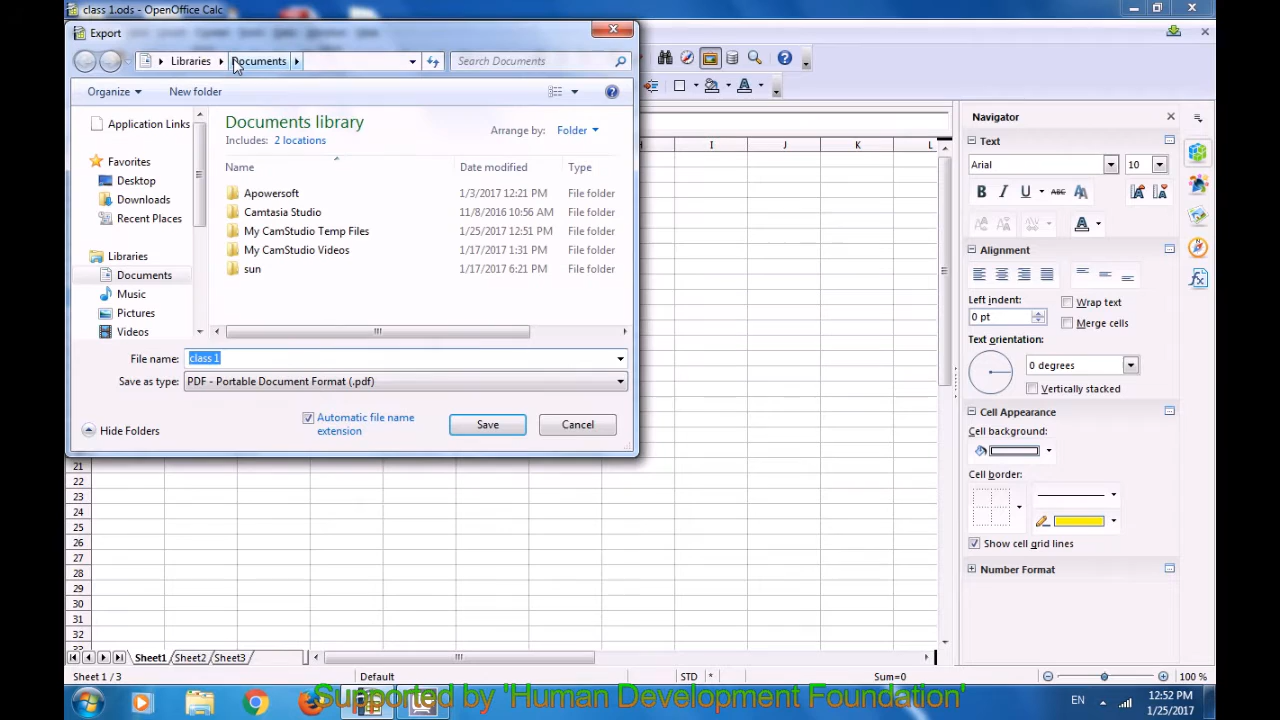 class 1.ods - OpenOffice Calc
Export
Libraries
Documents
Search Documents
Organize
New folder
Application Links
Favorites
Desktop
Downloads
Recent Places
Libraries
Documents
Music
Pictures
Videos
Documents library
Includes: 2 locations
Arrange by: Folder
Name Date modified Type
Apowersoft 1/3/2017 12:21 PM File folder
Camtasia Studio 11/8/2016 10:56 AM File folder
My CamStudio Temp Files 1/25/2017 12:51 PM File folder
My CamStudio Videos 1/17/2017 1:31 PM File folder
sun 1/17/2017 6:21 PM File folder
File name: class 1
Save as type: PDF - Portable Document Format (.pdf)
Automatic file name
extension
Save
Cancel
Hide Folders
I J K L
21
22
23
24
25
26
27
28
29
30
31
32
Navigator
Text
Arial 10
B I U ABC
Alignment
Left indent:
0 pt
Wrap text
Merge cells
Text orientation:
0 degrees
Vertically stacked
Cell Appearance
Cell background:
Cell border:
Show cell grid lines
Number Format
Sheet1 Sheet2 Sheet3
Sheet 1 / 3 Default STD * Sum=0 100 %
Supported by 'Human Development Foundation'
EN
12:52 PM
1/25/2017